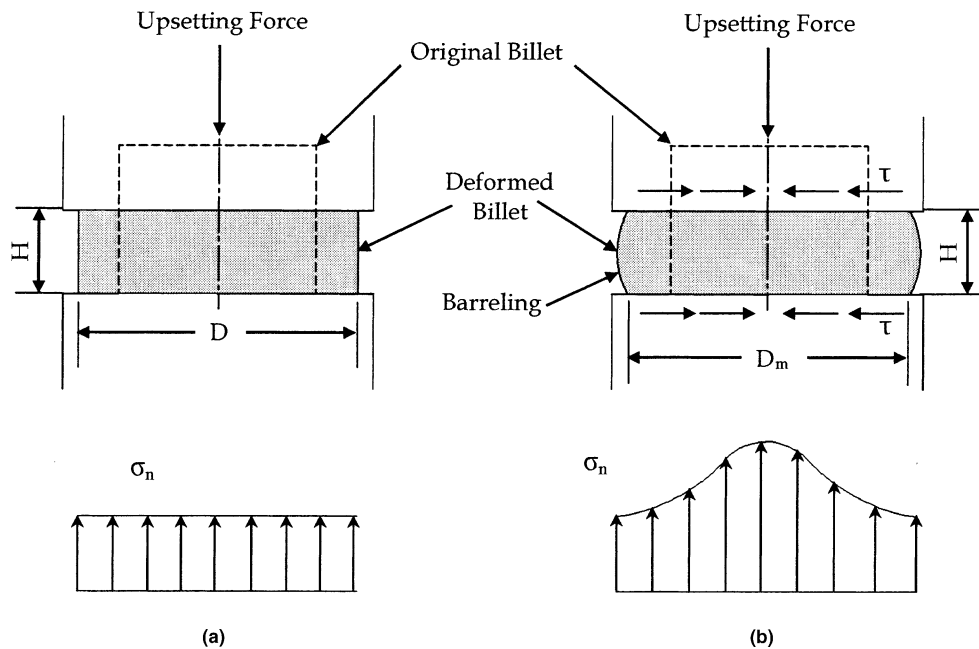 Upsetting Force
Upsetting Force
Original Billet
τ
Deformed
Billet
H
H
Barreling
D
τ
Dₘ
σₙ
σₙ
(a)
(b)